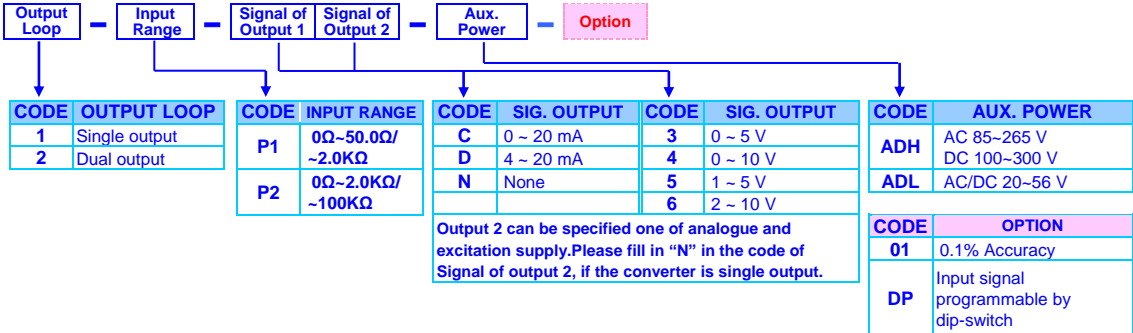 Output Loop – Input Range – Signal of Output 1 Signal of Output 2 – Aux. Power – Option
CODE OUTPUT LOOP
1 Single output
2 Dual output
CODE INPUT RANGE
P1 0Ω~50.0Ω/
~2.0KΩ
P2 0Ω~2.0KΩ/
~100KΩ
CODE SIG. OUTPUT CODE SIG. OUTPUT
C 0 ~ 20 mA 3 0 ~ 5 V
D 4 ~ 20 mA 4 0 ~ 10 V
N None 5 1 ~ 5 V
6 2 ~ 10 V
Output 2 can be specified one of analogue and
excitation supply.Please fill in “N” in the code of
Signal of output 2, if the converter is single output.
CODE AUX. POWER
ADH AC 85~265 V
DC 100~300 V
ADL AC/DC 20~56 V
CODE OPTION
01 0.1% Accuracy
DP Input signal
programmable by
dip-switch